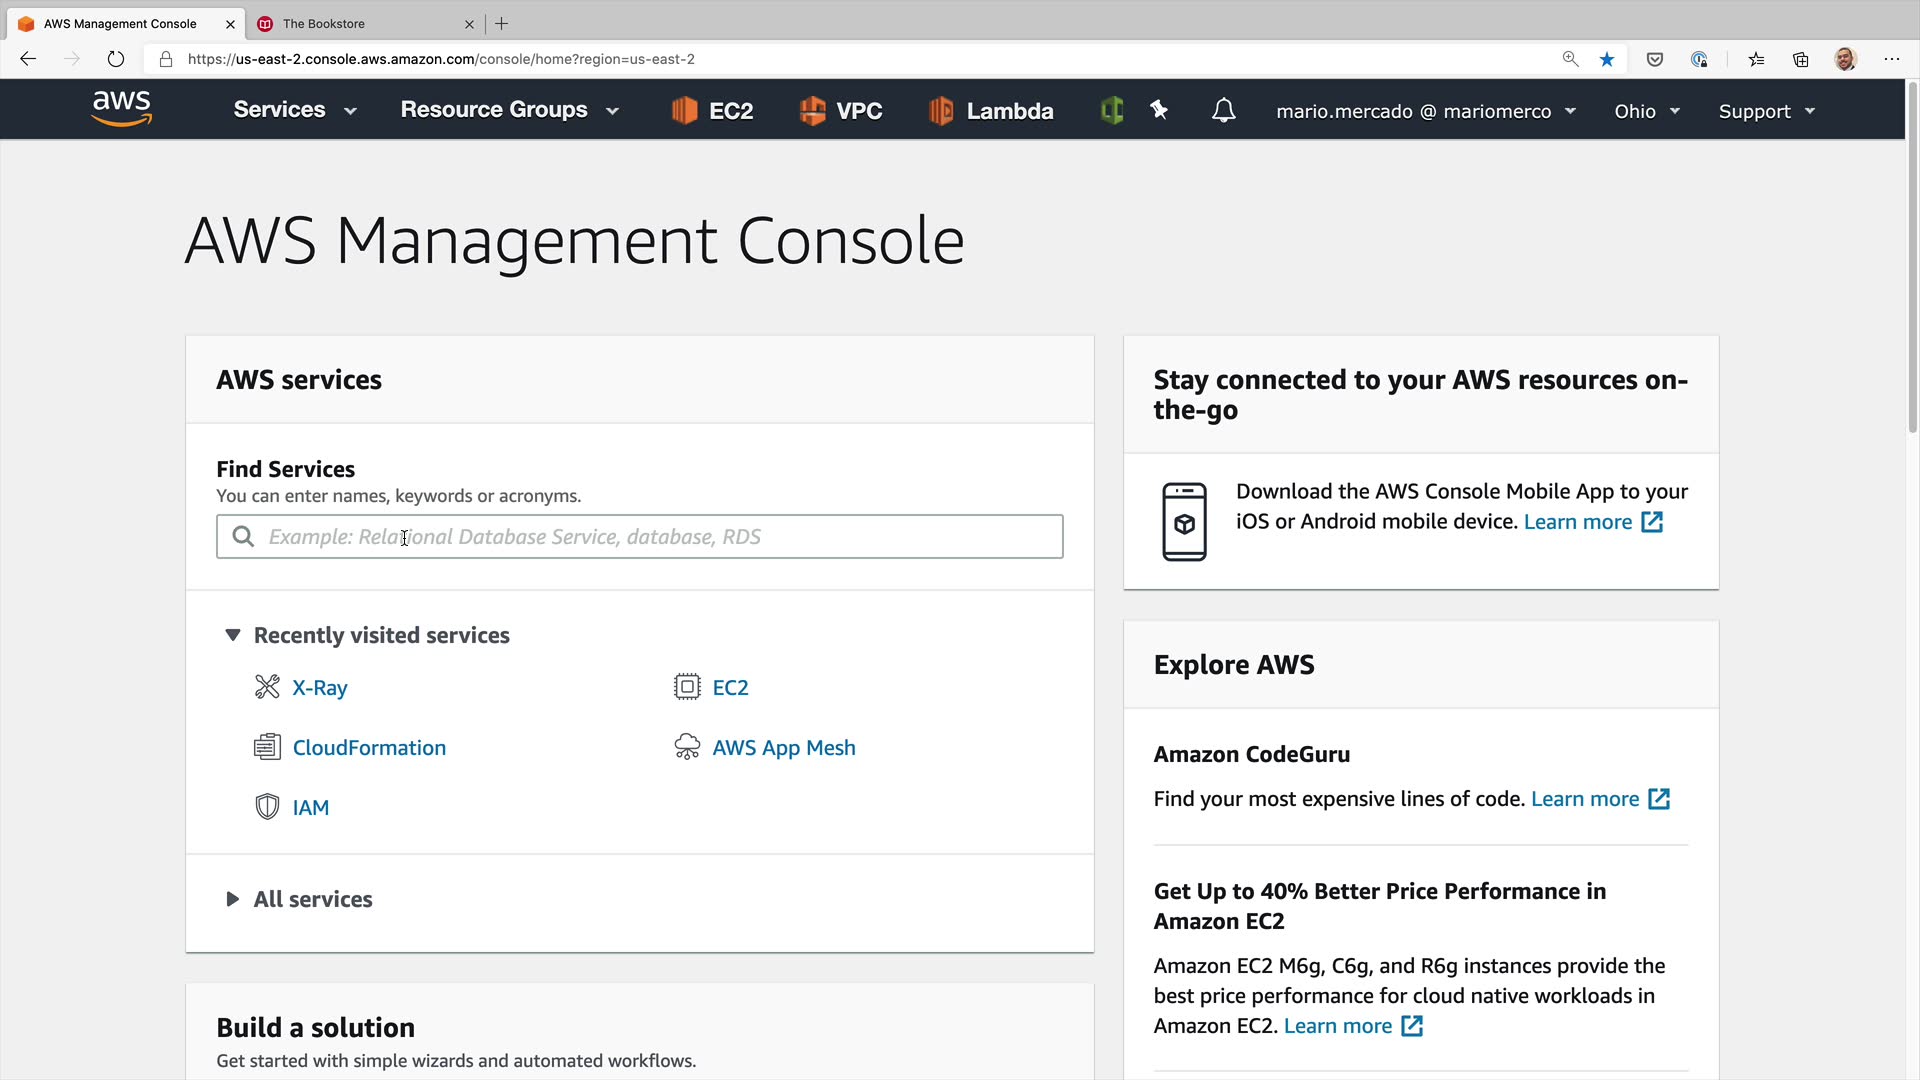 AWS Management Console
The Bookstore
https://us-east-2.console.aws.amazon.com/console/home?region=us-east-2
aws
Services
Resource Groups
EC2
VPC
Lambda
mario.mercado @ mariomerco
Ohio
Support
AWS Management Console
AWS services
Find Services
You can enter names, keywords or acronyms.
Example: Relational Database Service, database, RDS
Recently visited services
X-Ray
EC2
CloudFormation
AWS App Mesh
IAM
All services
Build a solution
Get started with simple wizards and automated workflows.
Stay connected to your AWS resources on-
the-go
Download the AWS Console Mobile App to your
iOS or Android mobile device. Learn more
Explore AWS
Amazon CodeGuru
Find your most expensive lines of code. Learn more
Get Up to 40% Better Price Performance in
Amazon EC2
Amazon EC2 M6g, C6g, and R6g instances provide the
best price performance for cloud native workloads in
Amazon EC2. Learn more